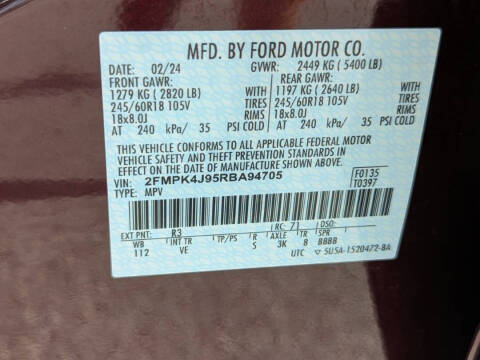 MFD. BY FORD MOTOR CO.
DATE: 02/24 GVWR: 2449 KG (5400 LB)
FRONT GAWR: REAR GAWR:
1279 KG (2820 LB) WITH 1197 KG (2640 LB) WITH
245/60R18 105V TIRES 245/60R18 105V TIRES
18x8.0J RIMS 18x8.0J RIMS
AT 240 kPa/ 35 PSI COLD AT 240 kPa/ 35 PSI COLD
THIS VEHICLE CONFORMS TO ALL APPLICABLE FEDERAL MOTOR
VEHICLE SAFETY AND THEFT PREVENTION STANDARDS IN EFFECT
ON THE DATE OF MANUFACTURE SHOWN ABOVE.
VIN: 2FMPK4J95RBA94705 F0135
TYPE: MPV T0397
EXT PNT: R3 RC: 71 DSO:
WB INT TR TP/PS R AXLE TR SPR
112 VE S 3K 8 BBBB
UTC ▽ 5USA-1520472-BA